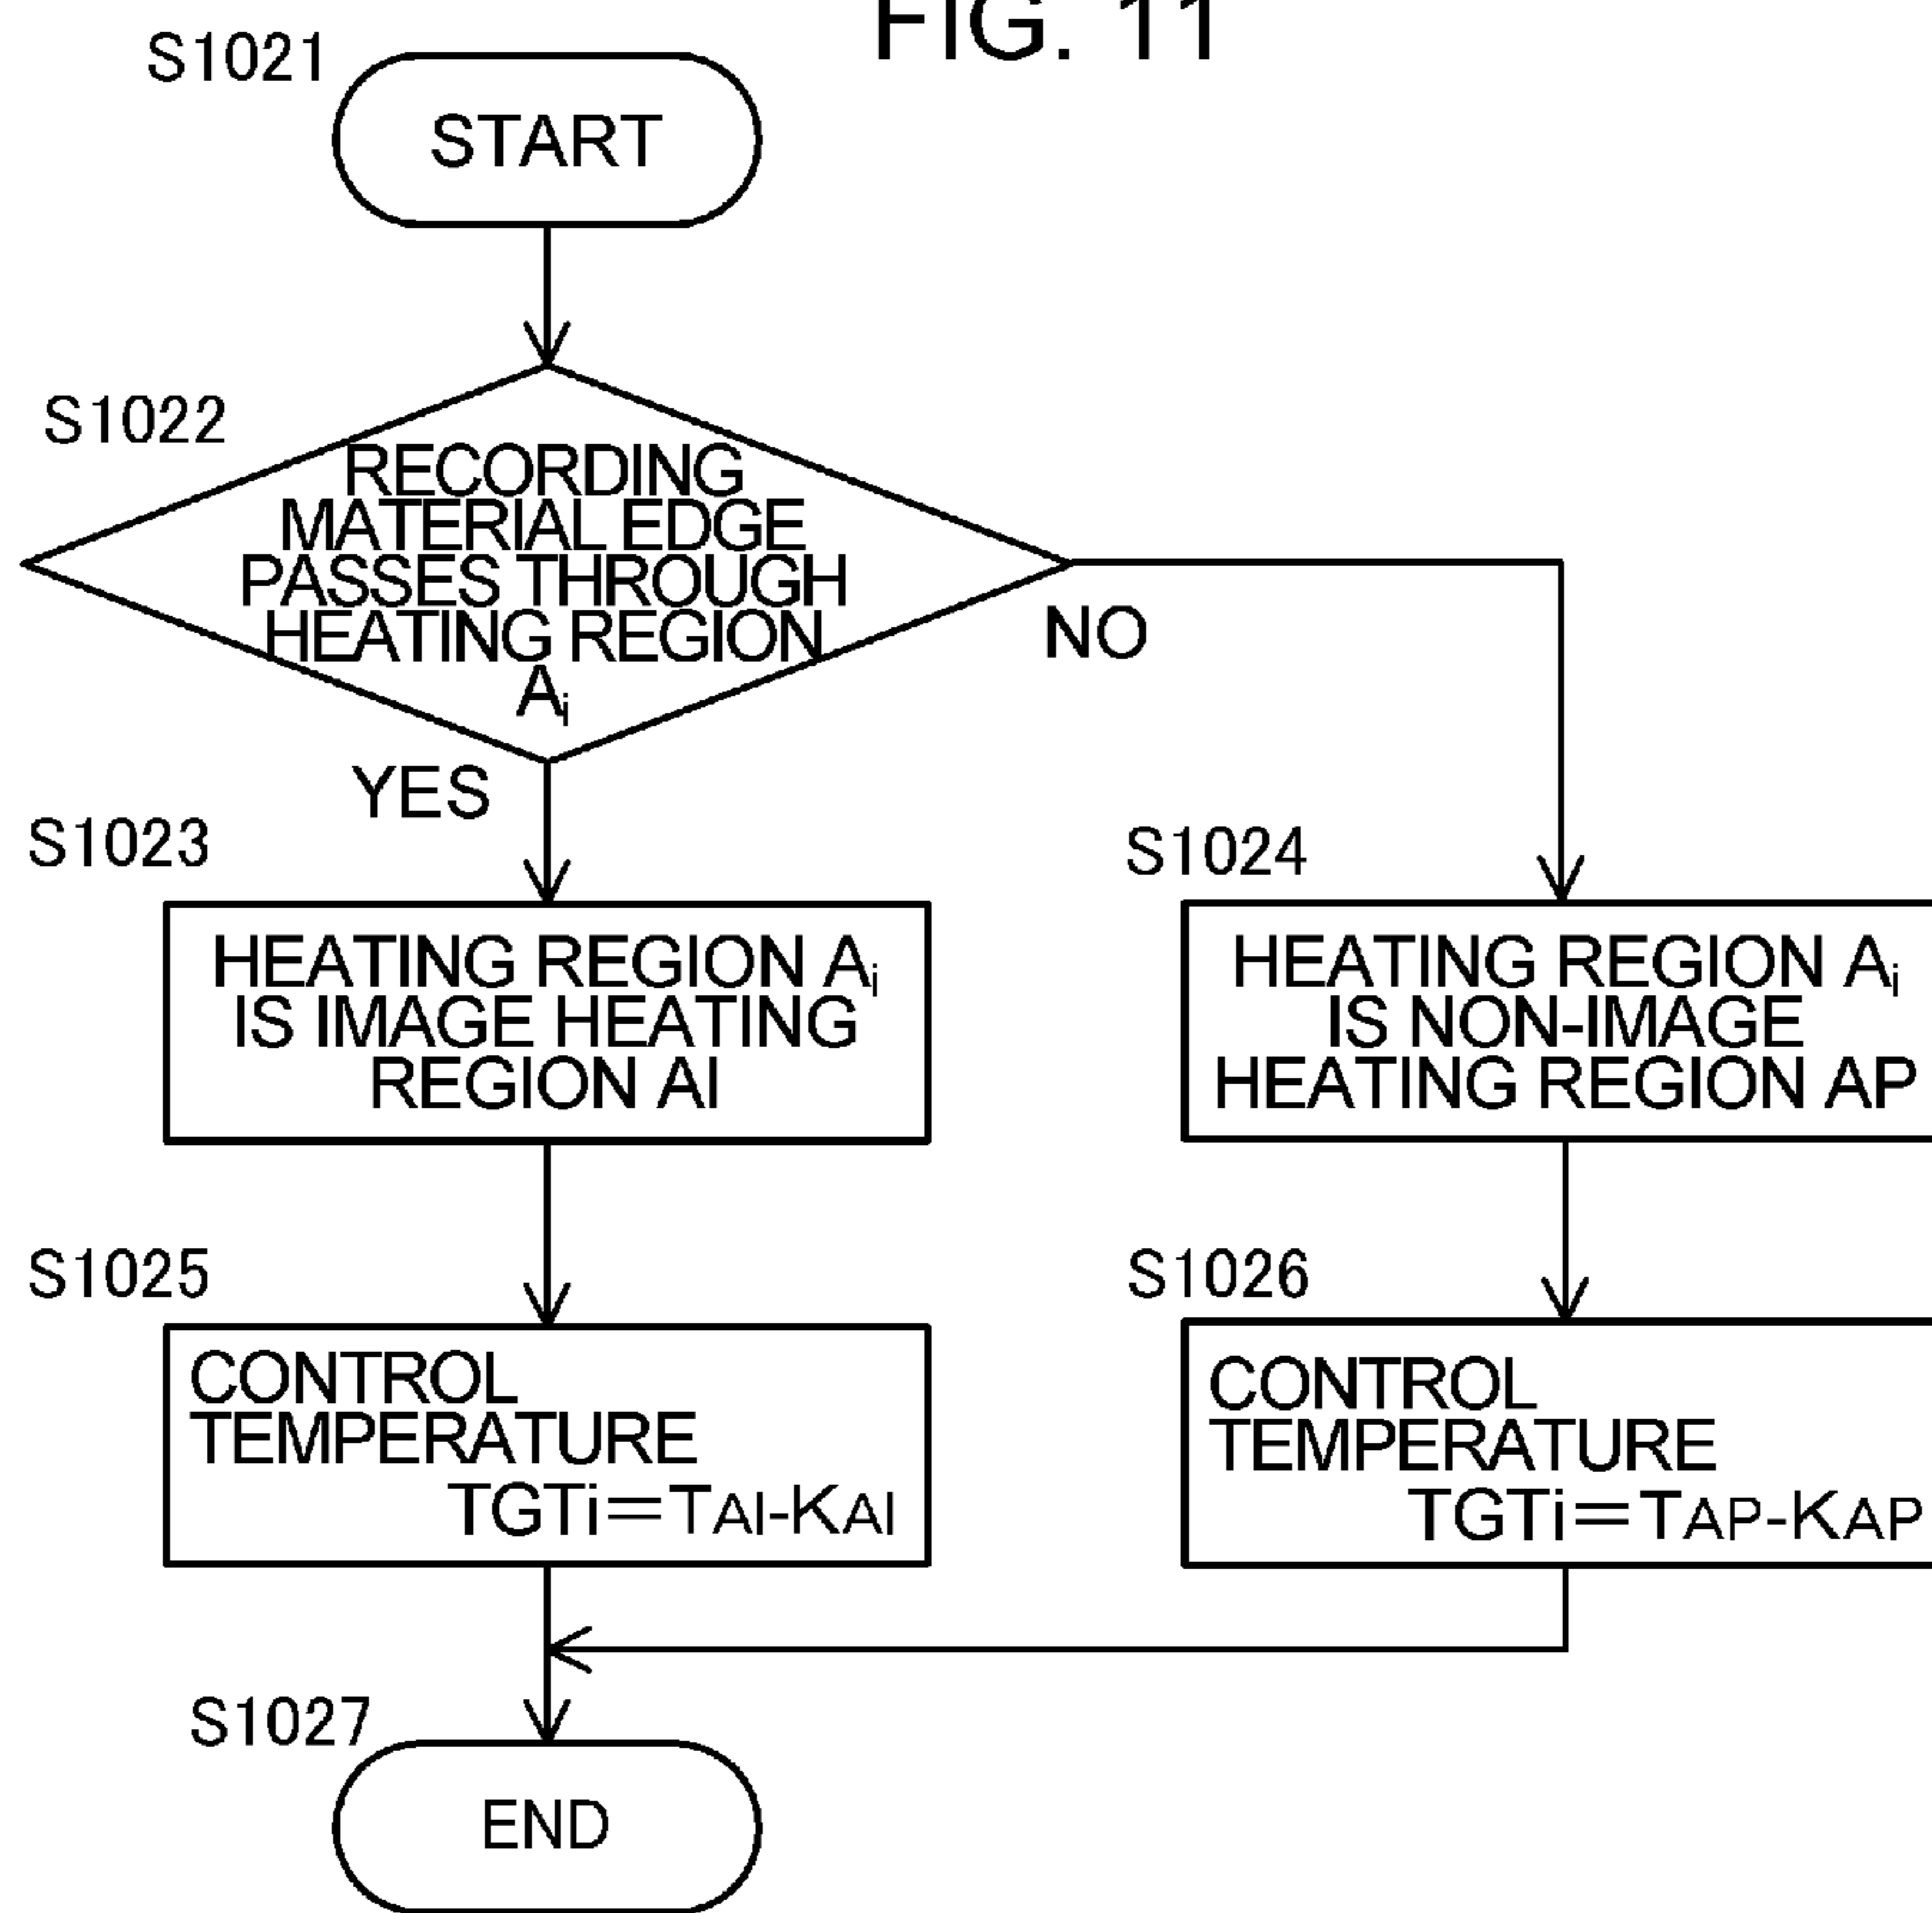 FIG. 11
S1021
START
S1022
RECORDING
MATERIAL EDGE
PASSES THROUGH
HEATING REGION
Ai
NO
YES
S1023
HEATING REGION Ai
IS IMAGE HEATING
REGION AI
S1024
HEATING REGION Ai
IS NON-IMAGE
HEATING REGION AP
S1025
CONTROL
TEMPERATURE
TGTi=TAI-KAI
S1026
CONTROL
TEMPERATURE
TGTi=TAP-KAP
S1027
END